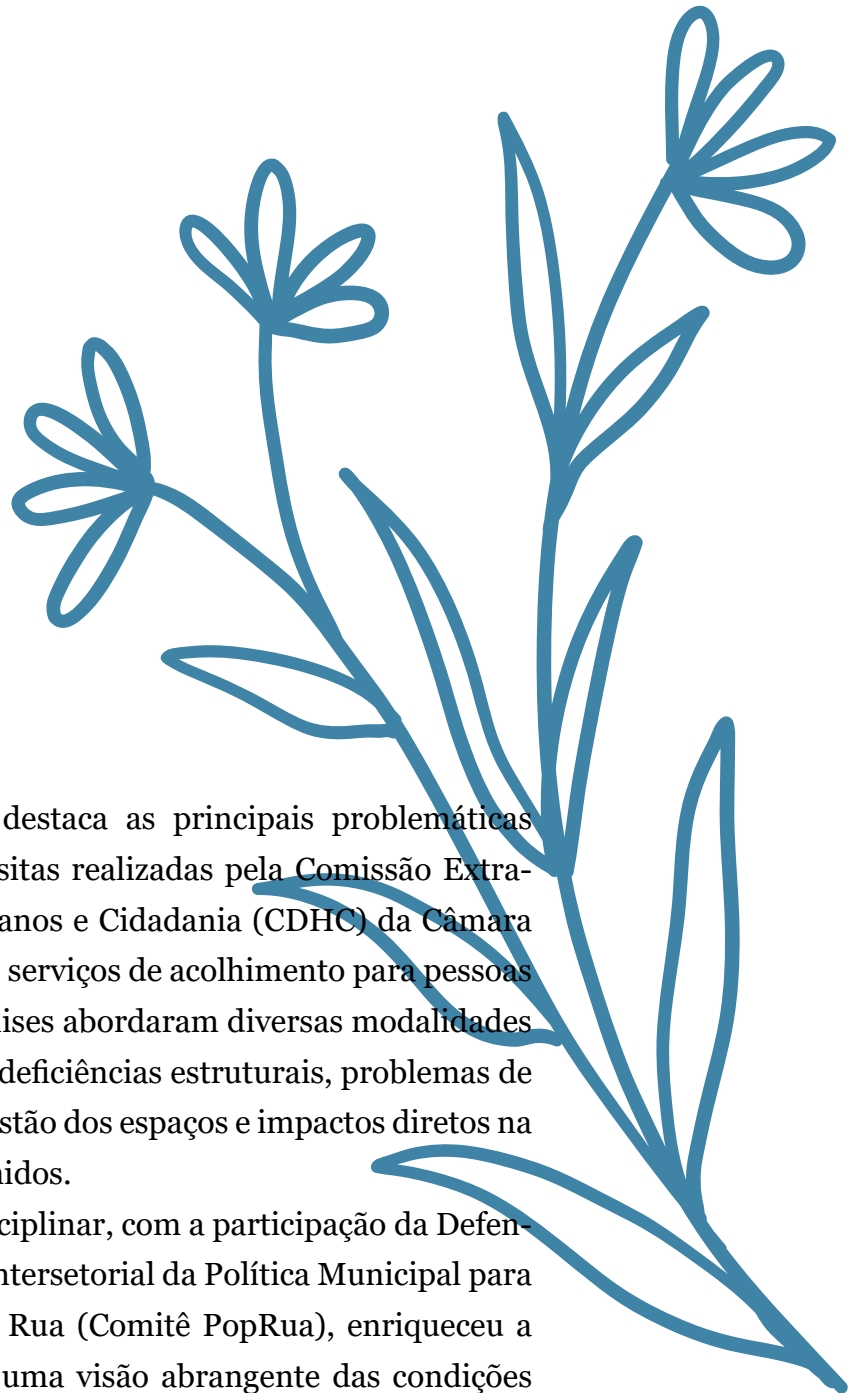 destaca as principais problemáticas
sitas realizadas pela Comissão Extra-
anos e Cidadania (CDHC) da Câmara
serviços de acolhimento para pessoas
ises abordaram diversas modalidades
deficiências estruturais, problemas de
stão dos espaços e impactos diretos na
nidos.
ciplinar, com a participação da Defen-
ntersetorial da Política Municipal para
Rua (Comitê PopRua), enriqueceu a
uma visão abrangente das condições